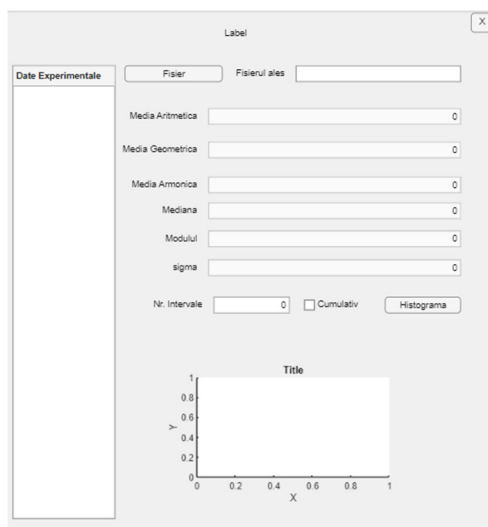 X
Label
Date Experimentale
Fisier
Fisierul ales
Media Aritmetica 0
Media Geometrica 0
Media Armonica 0
Mediana 0
Modulul 0
sigma 0
Nr. Intervale 0 Cumulativ Histograma
Title
1
0.8
0.6
0.4
0.2
0
Y
0 0.2 0.4 0.6 0.8 1
X